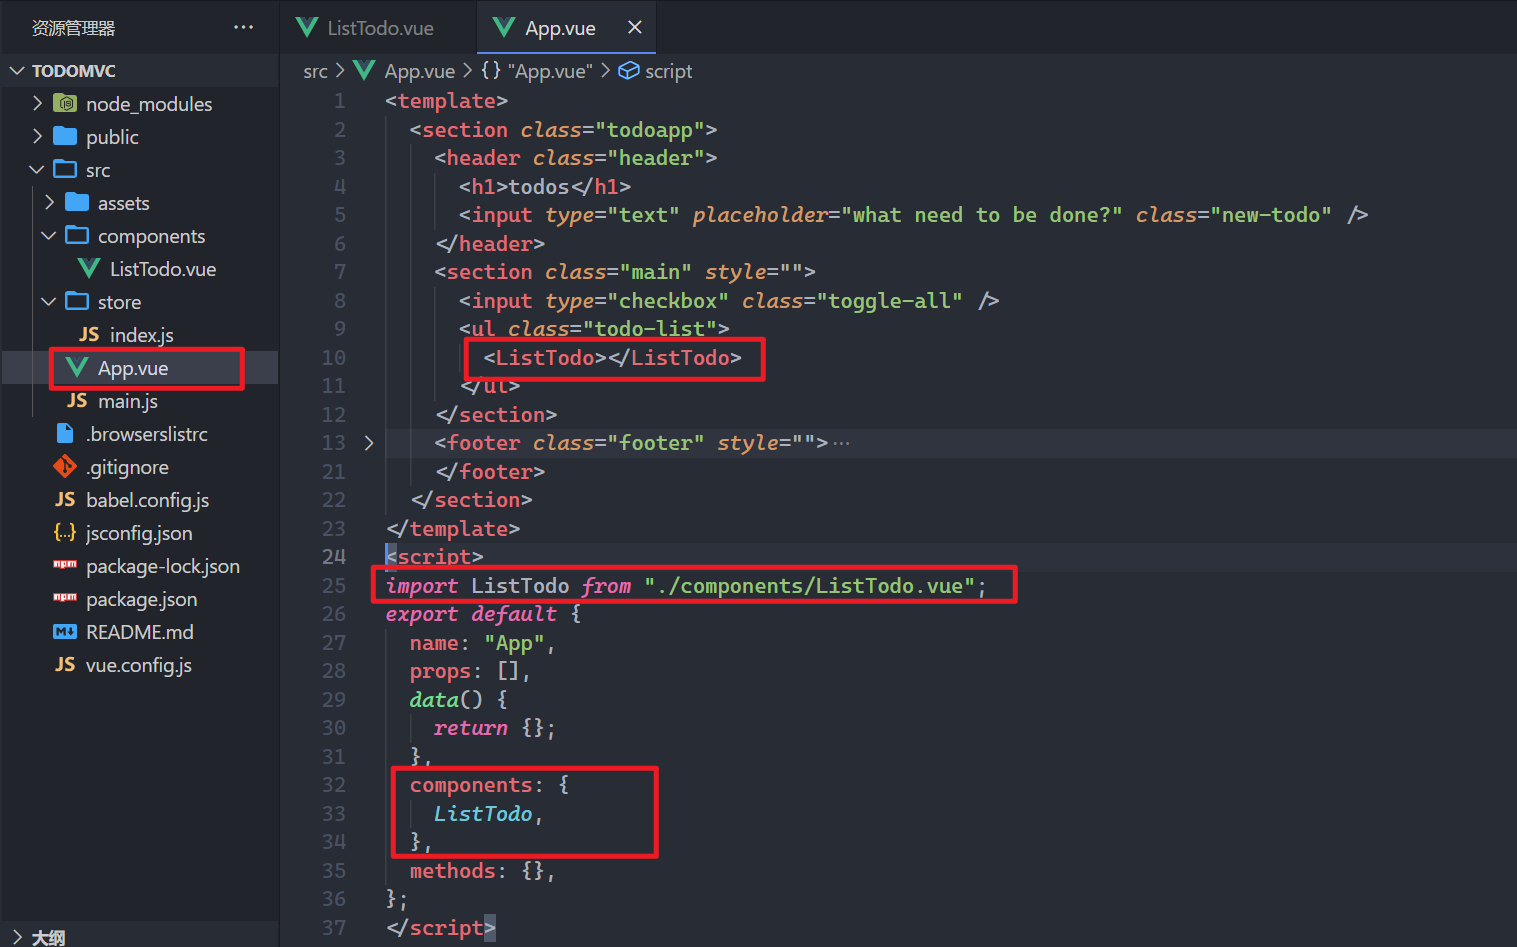 资源管理器 ···
TODOMVC
node_modules
public
src
assets
components
ListTodo.vue
store
JS index.js
App.vue
JS main.js
.browserslistrc
.gitignore
JS babel.config.js
{..} jsconfig.json
npm package-lock.json
npm package.json
M↓ README.md
JS vue.config.js
大纲
ListTodo.vue App.vue ×
src > App.vue > {} "App.vue" > script
1 <template>
2 <section class="todoapp">
3 <header class="header">
4 <h1>todos</h1>
5 <input type="text" placeholder="what need to be done?" class="new-todo" />
6 </header>
7 <section class="main" style="">
8 <input type="checkbox" class="toggle-all" />
9 <ul class="todo-list">
10 <ListTodo></ListTodo>
11 </ul>
12 </section>
13 > <footer class="footer" style="">···
21 </footer>
22 </section>
23 </template>
24 <script>
25 import ListTodo from "./components/ListTodo.vue";
26 export default {
27 name: "App",
28 props: [],
29 data() {
30 return {};
31 },
32 components: {
33 ListTodo,
34 },
35 methods: {},
36 };
37 </script>